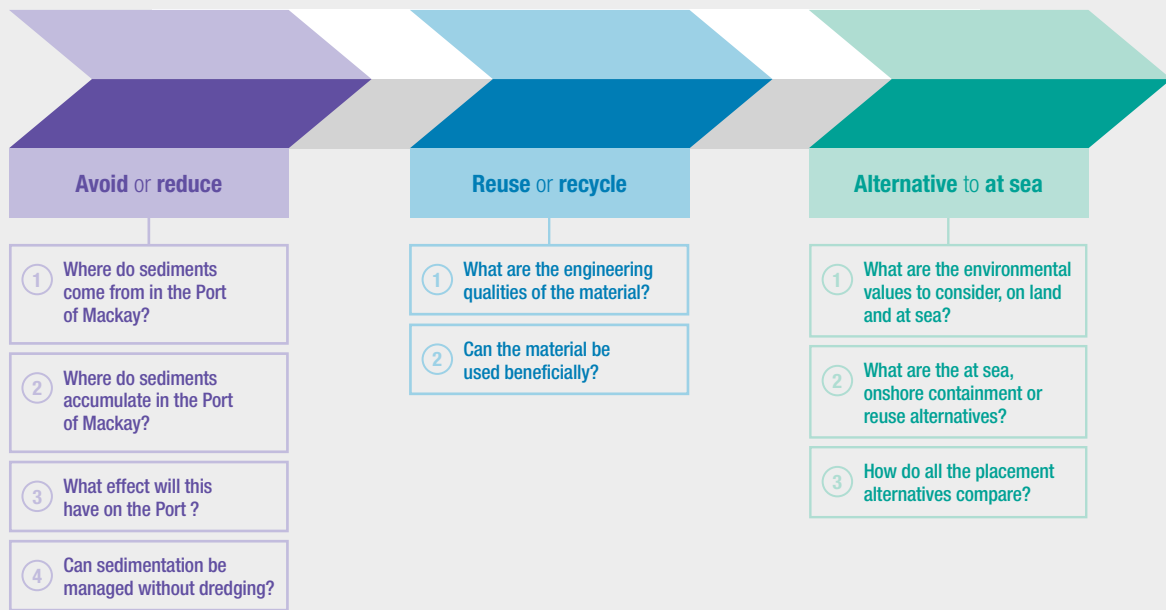 Avoid or reduce
1
Where do sediments
come from in the Port
of Mackay?
2
Where do sediments
accumulate in the Port
of Mackay?
3
What effect will this
have on the Port ?
4
Can sedimentation be
managed without dredging?
Reuse or recycle
1
What are the engineering
qualities of the material?
2
Can the material be
used beneficially?
Alternative to at sea
1
What are the environmental
values to consider, on land
and at sea?
2
What are the at sea,
onshore containment or
reuse alternatives?
3
How do all the placement
alternatives compare?